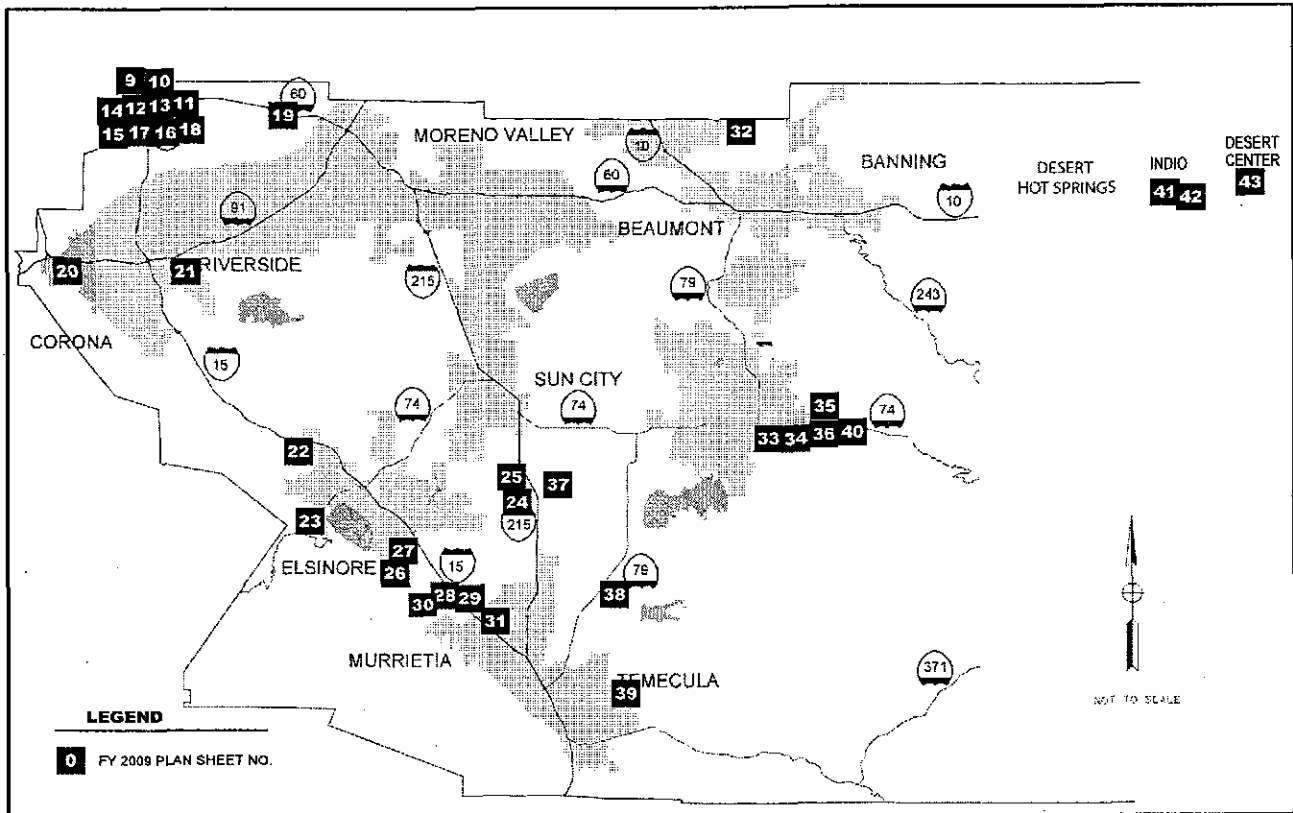 9 10
14 12 13 11
15 17 16 18
60
19
MORENO VALLEY
10
32
BANNING
DESERT
HOT SPRINGS
INDIO
41 42
DESERT
CENTER
43
91
60
10
BEAUMONT
20
21
RIVERSIDE
215
79
243
CORONA
15
SUN CITY
74
74
35
74
33 34 36 40
22
25
37
24
215
23
27
ELSINORE
26
15
28 29
30
31
79
38
MURRIETIA
TEMECULA
39
371
NOT TO SCALE
LEGEND
0 FY 2009 PLAN SHEET NO.